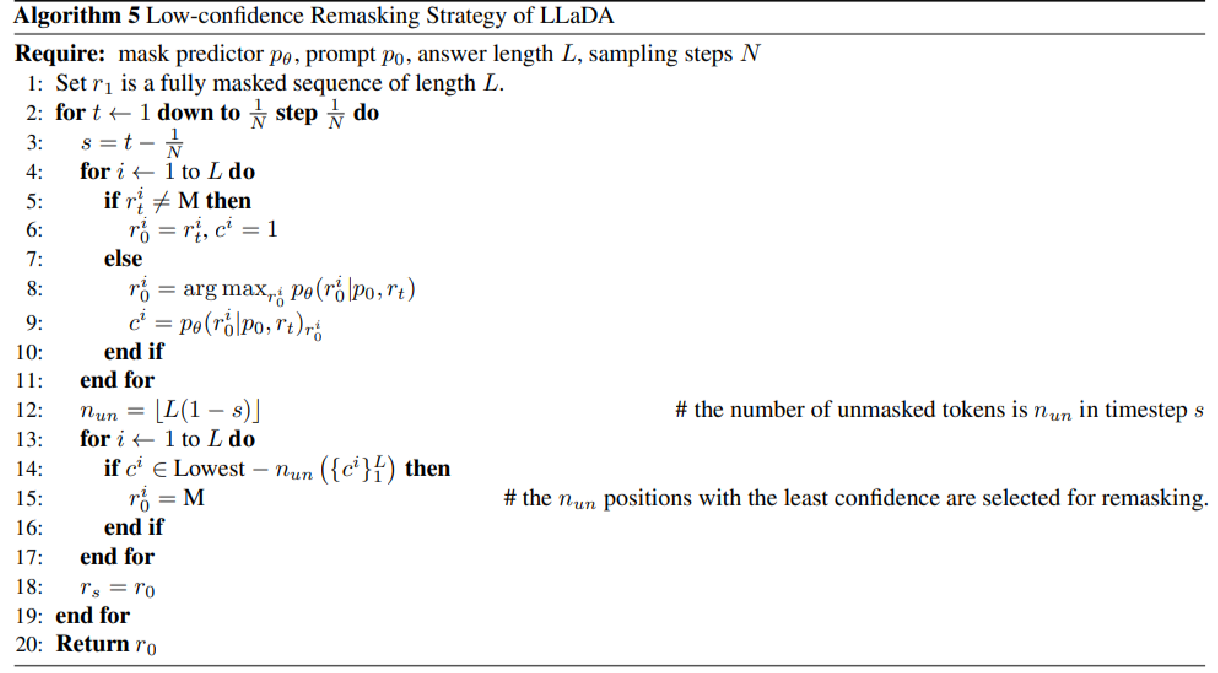 Algorithm 5 Low-confidence Remasking Strategy of LLaDA
Require: mask predictor $p_\theta$, prompt $p_0$, answer length $L$, sampling steps $N$
1: Set $r_1$ is a fully masked sequence of length $L$.
2: for $t \leftarrow 1$ down to $\frac{1}{N}$ step $\frac{1}{N}$ do
3: $s = t - \frac{1}{N}$
4: for $i \leftarrow 1$ to $L$ do
5: if $r_t^i \neq$ M then
6: $r_0^i = r_t^i, c^i = 1$
7: else
8: $r_0^i = \arg\max_{r_0^i} p_\theta(r_0^i|p_0, r_t)$
9: $c^i = p_\theta(r_0^i|p_0, r_t)_{r_0^i}$
10: end if
11: end for
12: $n_{un} = \lfloor L(1 - s) \rfloor$ # the number of unmasked tokens is $n_{un}$ in timestep $s$
13: for $i \leftarrow 1$ to $L$ do
14: if $c^i \in \text{Lowest} - n_{un} (\{c^i\}_1^L)$ then
15: $r_0^i =$ M # the $n_{un}$ positions with the least confidence are selected for remasking.
16: end if
17: end for
18: $r_s = r_0$
19: end for
20: Return $r_0$